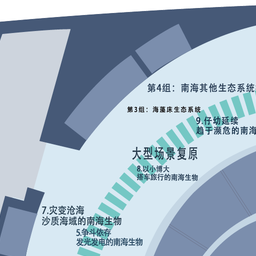 第4组：南海其他生态系统
第3组：海藻床生态系统
9.仔幼延续
趋于濒危的南海
大型场景复原
8.以小博大
搭车旅行的南海生物
7.灾变沧海
沙质海域的南海生物
5.争斗依存
发光发电的南海生物